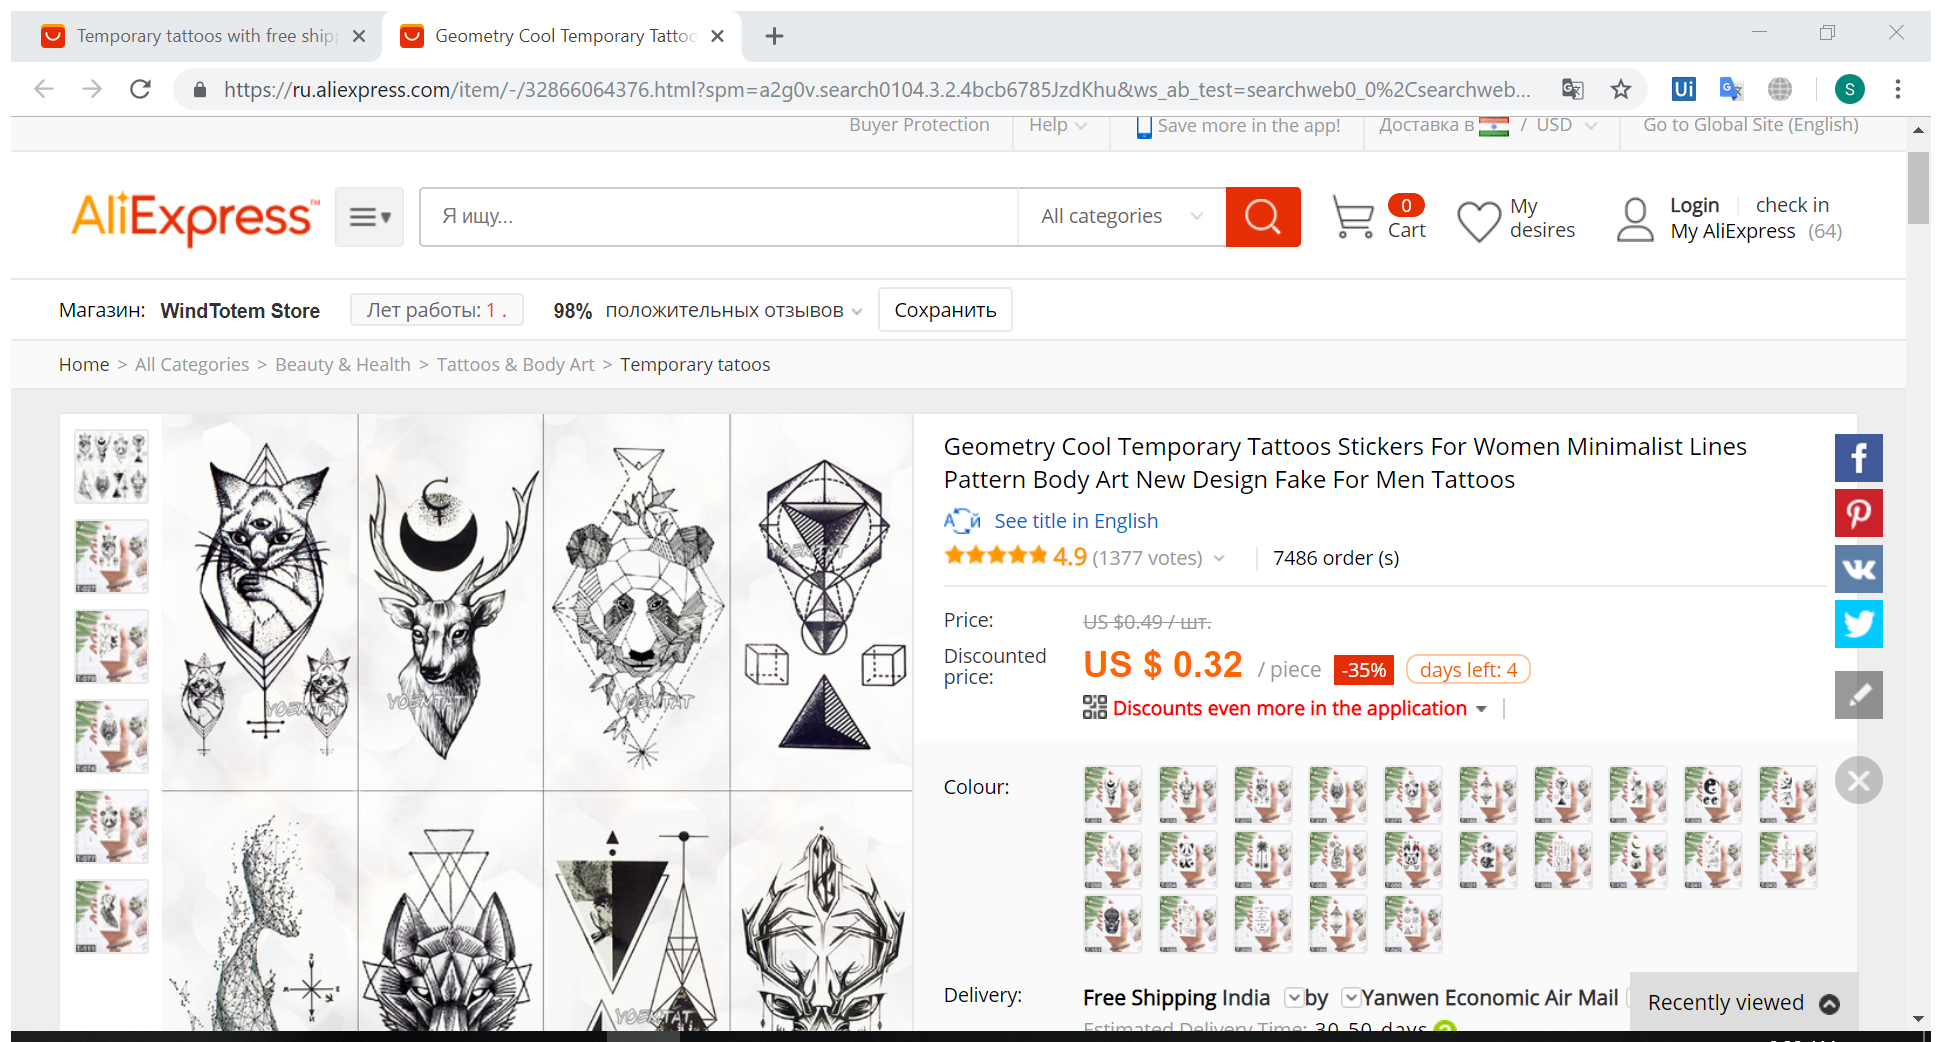 Temporary tattoos with free ship
Geometry Cool Temporary Tattoo
https://ru.aliexpress.com/item/-/32866064376.html?spm=a2g0v.search0104.3.2.4bcb6785JzdKhu&ws_ab_test=searchweb0_0%2Csearchweb...
Ui
S
Buyer Protection
Help
Save more in the app!
Доставка в / USD
Go to Global Site (English)
AliExpress™
Я ищу...
All categories
0
Cart
My desires
Login
check in
My AliExpress (64)
Магазин: WindTotem Store
Лет работы: 1 .
98% положительных отзывов
Сохранить
Home > All Categories > Beauty & Health > Tattoos & Body Art > Temporary tatoos
Geometry Cool Temporary Tattoos Stickers For Women Minimalist Lines
Pattern Body Art New Design Fake For Men Tattoos
See title in English
4.9 (1377 votes)
7486 order (s)
Price:
US $0.49 / шт.
Discounted price:
US $ 0.32 / piece
-35%
days left: 4
Discounts even more in the application
YOEMTAT
YOEMTAT
YOEMTAT
YOEMTAT
YOEMTAT
Colour:
Delivery:
Free Shipping India by Yanwen Economic Air Mail
Estimated Delivery Time: 30-50 days
Recently viewed